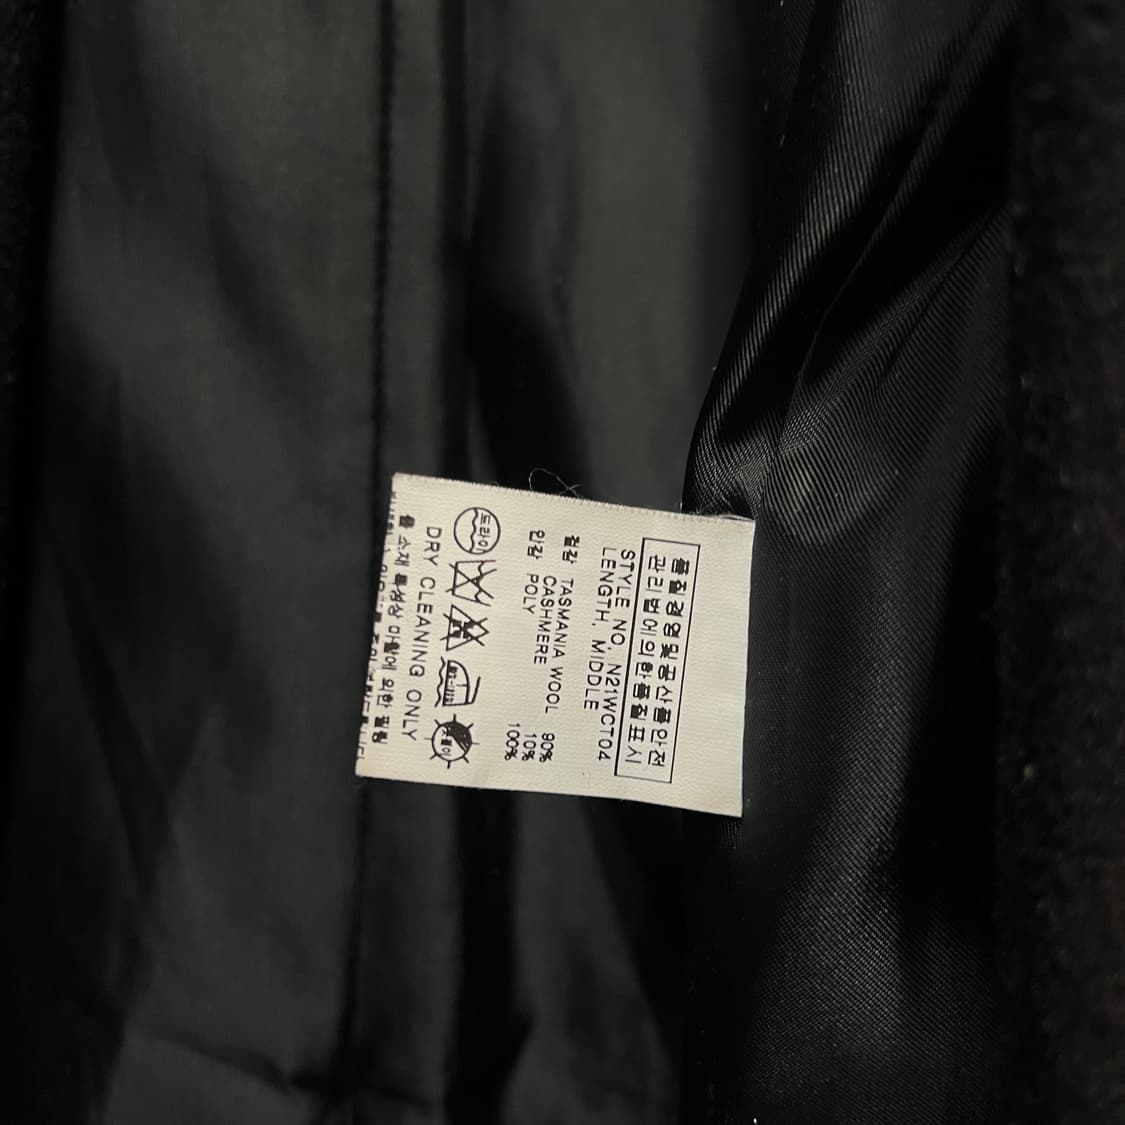 품질경영및공산품안전
관리법에의한품질표시
STYLE NO. N21WCT04
LENGTH. MIDDLE
겉감 TASMANIA WOOL 90%
CASHMERE 10%
안감 POLY 100%
드라이
DRY CLEANING ONLY
울 소재 특성상 마찰에 의한 필링